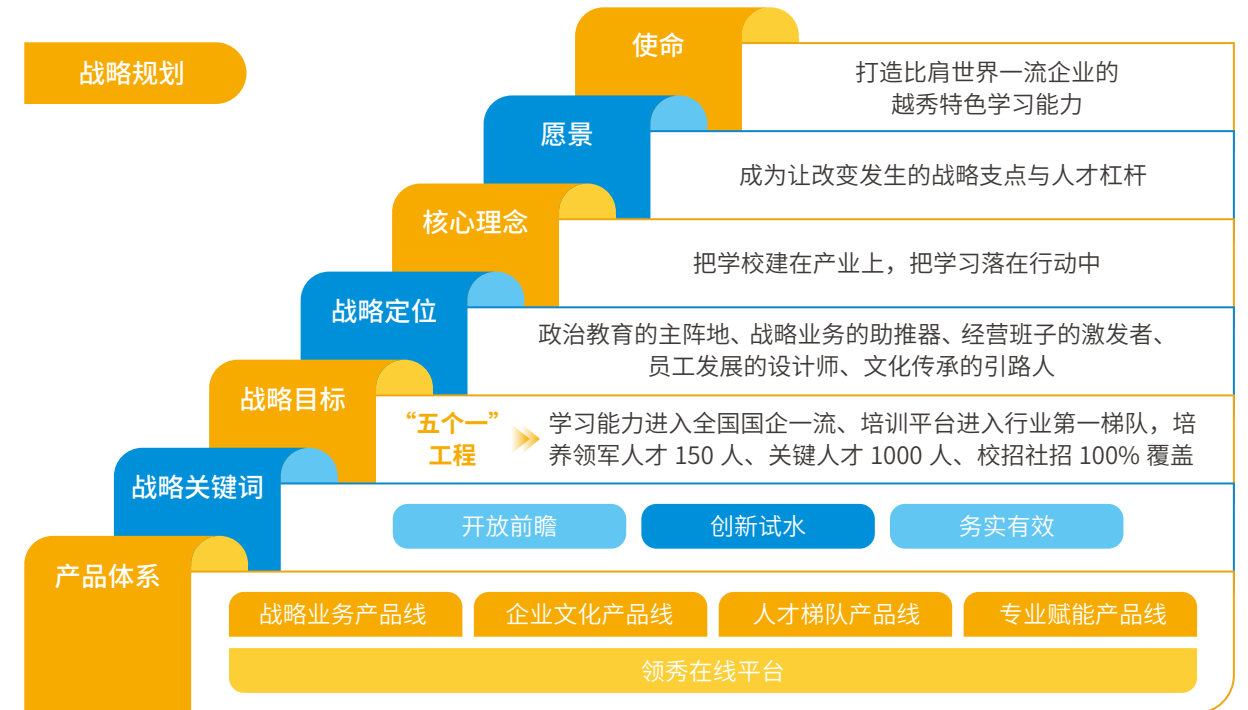 战略规划
使命
打造比肩世界一流企业的
越秀特色学习能力
愿景
成为让改变发生的战略支点与人才杠杆
核心理念
把学校建在产业上，把学习落在行动中
战略定位
政治教育的主阵地、战略业务的助推器、经营班子的激发者、
员工发展的设计师、文化传承的引路人
战略目标
“五个一”
工程
学习能力进入全国国企一流、培训平台进入行业第一梯队，培
养领军人才 150 人、关键人才 1000 人、校招社招 100% 覆盖
战略关键词
开放前瞻
创新试水
务实有效
产品体系
战略业务产品线
企业文化产品线
人才梯队产品线
专业赋能产品线
领秀在线平台